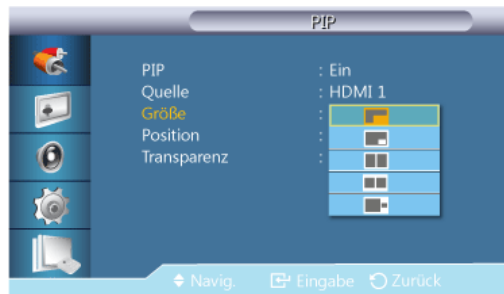 PIP
PIP : Ein
Quelle : HDMI 1
Größe :
Position :
Transparenz :
Navig. Eingabe Zurück